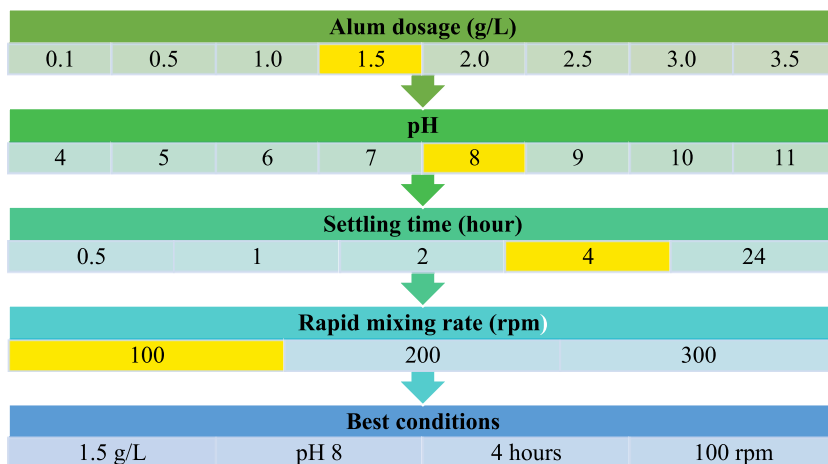 Alum dosage (g/L)
0.1 0.5 1.0 1.5 2.0 2.5 3.0 3.5
pH
4 5 6 7 8 9 10 11
Settling time (hour)
0.5 1 2 4 24
Rapid mixing rate (rpm)
100 200 300
Best conditions
1.5 g/L pH 8 4 hours 100 rpm